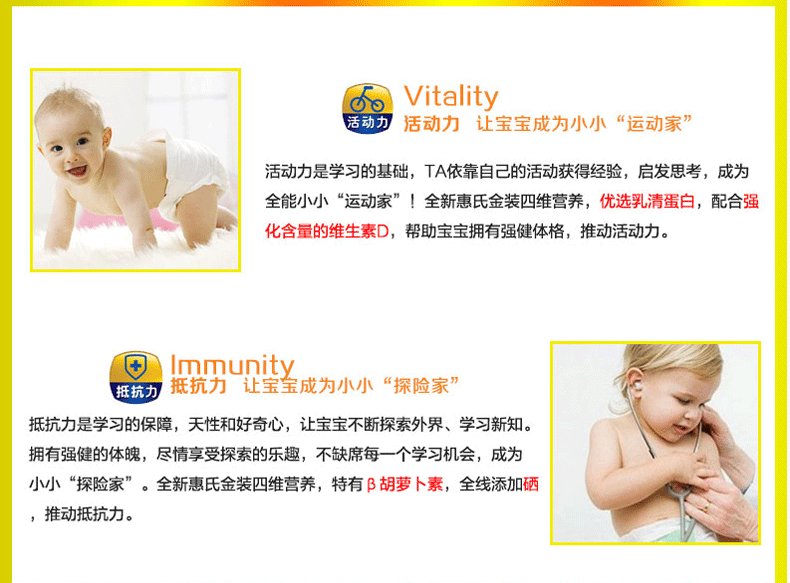 Vitality
活动力
活动力 让宝宝成为小小“运动家”
活动力是学习的基础，TA依靠自己的活动获得经验，启发思考，成为
全能小小“运动家”！全新惠氏金装四维营养，优选乳清蛋白，配合强
化含量的维生素D，帮助宝宝拥有强健体格，推动活动力。
Immunity
抵抗力
抵抗力 让宝宝成为小小“探险家”
抵抗力是学习的保障，天性和好奇心，让宝宝不断探索外界、学习新知。
拥有强健的体魄，尽情享受探索的乐趣，不缺席每一个学习机会，成为
小小“探险家”。全新惠氏金装四维营养，特有β胡萝卜素，全线添加硒
，推动抵抗力。